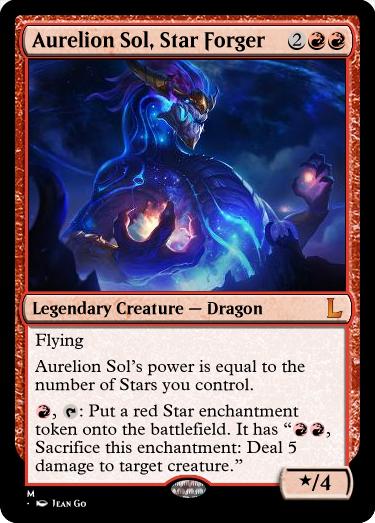 Aurelion Sol, Star Forger 2
L
Legendary Creature — Dragon
Flying
Aurelion Sol's power is equal to the
number of Stars you control.
, : Put a red Star enchantment
token onto the battlefield. It has “,
Sacrifice this enchantment: Deal 5
damage to target creature.”
*/4
M
· Jean Go